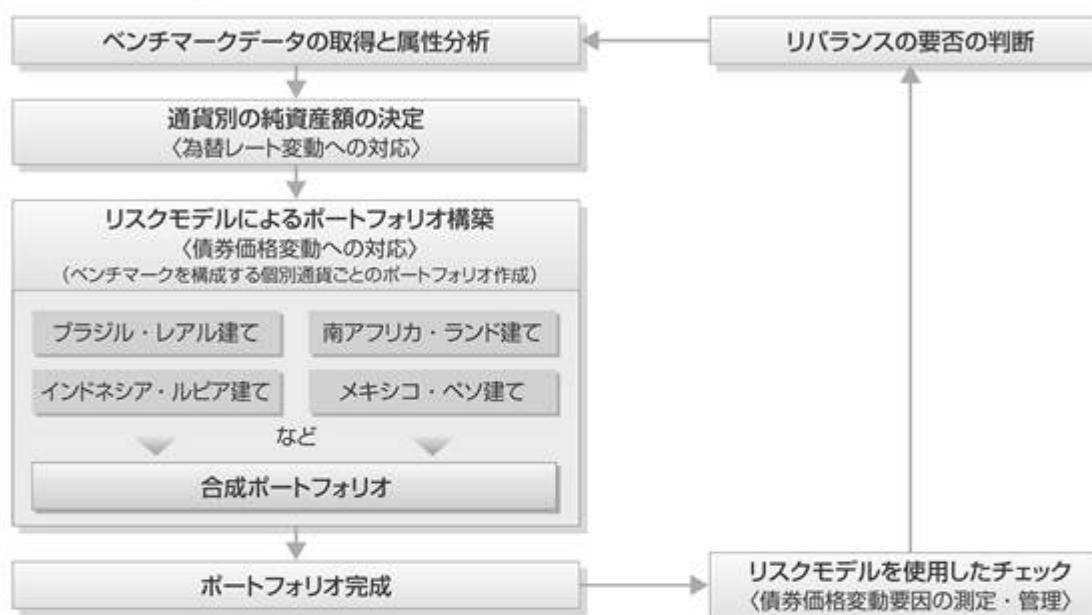 ベンチマークデータの取得と属性分析
リバランスの要否の判断
通貨別の純資産額の決定
〈為替レート変動への対応〉
リスクモデルによるポートフォリオ構築
〈債券価格変動への対応〉
（ベンチマークを構成する個別通貨ごとのポートフォリオ作成）
ブラジル・レアル建て
南アフリカ・ランド建て
インドネシア・ルピア建て
メキシコ・ペソ建て
など
合成ポートフォリオ
ポートフォリオ完成
リスクモデルを使用したチェック
〈債券価格変動要因の測定・管理〉